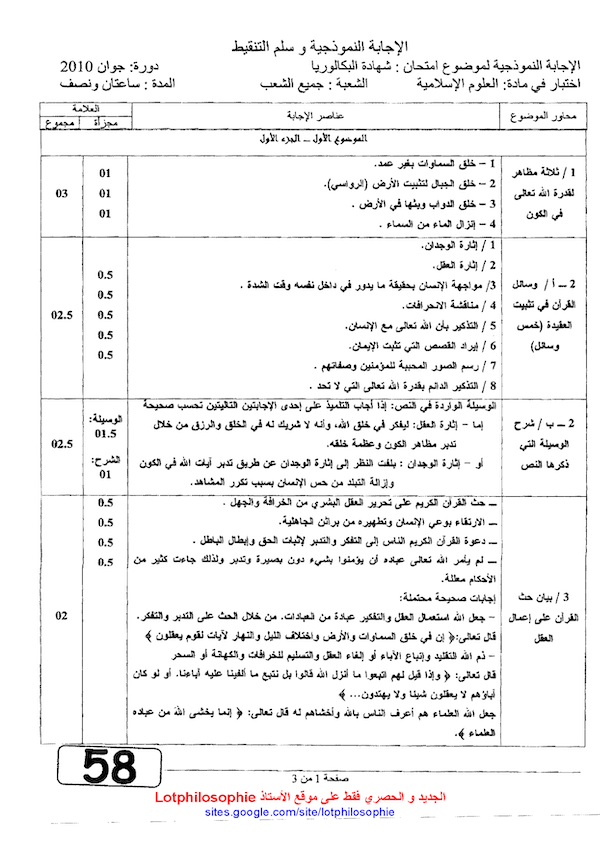 الإجابة النموذجية و سلم التنقيط
الإجابة النموذجية لموضوع امتحان : شهادة البكالوريا دورة: جوان 2010
اختبار في مادة: العلوم الإسلامية الشعبة : جميع الشعب المدة : ساعتان ونصف
محاور الموضوع عناصر الإجابة العلامة
مجزأة مجموع
الموضوع الأول ــ الجزء الأول
1 / ثلاثة مظاهر
لقدرة الله تعالى
في الكون
1 – خلق السماوات بغير عمد.
2 – خلق الجبال لتثبيت الأرض (الرواسي).
3 – خلق الدواب وبثها في الأرض .
4 – إنزال الماء من السماء .
01
01
01
03
2 ــ أ / وسائل
القرآن في تثبيت
العقيدة (خمس
وسائل)
1 / إثارة الوجدان.
2 / إثارة العقل.
3/ مواجهة الإنسان بحقيقة ما يدور في داخل نفسه وقت الشدة .
4 / مناقشة الانحرافات.
5 / التذكير بأن الله تعالى مع الإنسان.
6 / إيراد القصص التي تثبت الإيمان.
7 / رسم الصور المحببة للمؤمنين وصفاتهم .
8 / التذكير الدائم بقدرة الله تعالى التي لا تحد .
0.5
0.5
0.5
0.5
0.5
02.5
2 ــ ب/ شرح
الوسيلة التي
ذكرها النص
الوسيلة الواردة في النص: إذا أجاب التلميذ على إحدى الإجابتين التاليتين تحسب صحيحة
إما - إثارة العقل: ليفكر في خلق الله، وأنه لا شريك له في الخلق والرزق من خلال
تدبر مظاهر الكون وعظمة خلقه.
أو - إثارة الوجدان : بلفت النظر إلى إثارة الوجدان عن طريق تدبر آيات الله في الكون
وإزالة التبلد من حس الإنسان بسبب تكرر المشاهد.
الوسيلة:
01.5
الشرح:
01
02.5
3 / بيان حث
القرآن على إعمال
العقل
ــ حث القرآن الكريم على تحرير العقل البشري من الخرافة والجهل .
ــ الارتقاء بوعي الإنسان وتطهيره من براثن الجاهلية.
ــ دعوة القرآن الكريم الناس إلى التفكر والتدبر لإثبات الحق وإبطال الباطل .
ــ لم يأمر الله تعالى عباده أن يؤمنوا بشيء دون بصيرة وتدبر ولذلك جاءت كثير من
الأحكام معللة.
إجابات صحيحة محتملة:
- جعل الله استعمال العقل والتفكير عبادة من العبادات. من خلال الحث على التدبر والتفكر.
قال تعالى:﴿ إن في خلق السماوات والأرض واختلاف الليل والنهار لآيات لقوم يعقلون ﴾
- ذم الله التقليد وإتباع الآباء أو إلغاء العقل والتسليم للخرافات والكهانة أو السحر
قال تعالى: ﴿ وإذا قيل لهم اتبعوا ما أنزل الله قالوا بل نتبع ما ألفينا عليه آباءنا. أو لو كان
آباؤهم لا يعقلون شيئا ولا يهتدون...﴾
جعل الله العلماء هم أعرف الناس بالله وأخشاهم له قال تعالى: ﴿ إنما يخشى الله من عباده
العلماء ﴾.
0.5
0.5
0.5
0.5
02
58
صفحة 1 من 3
الجديد و الحصري فقط على موقع الأستاذ Lotphilosophie
sites.google.com/site/lotphilosophie